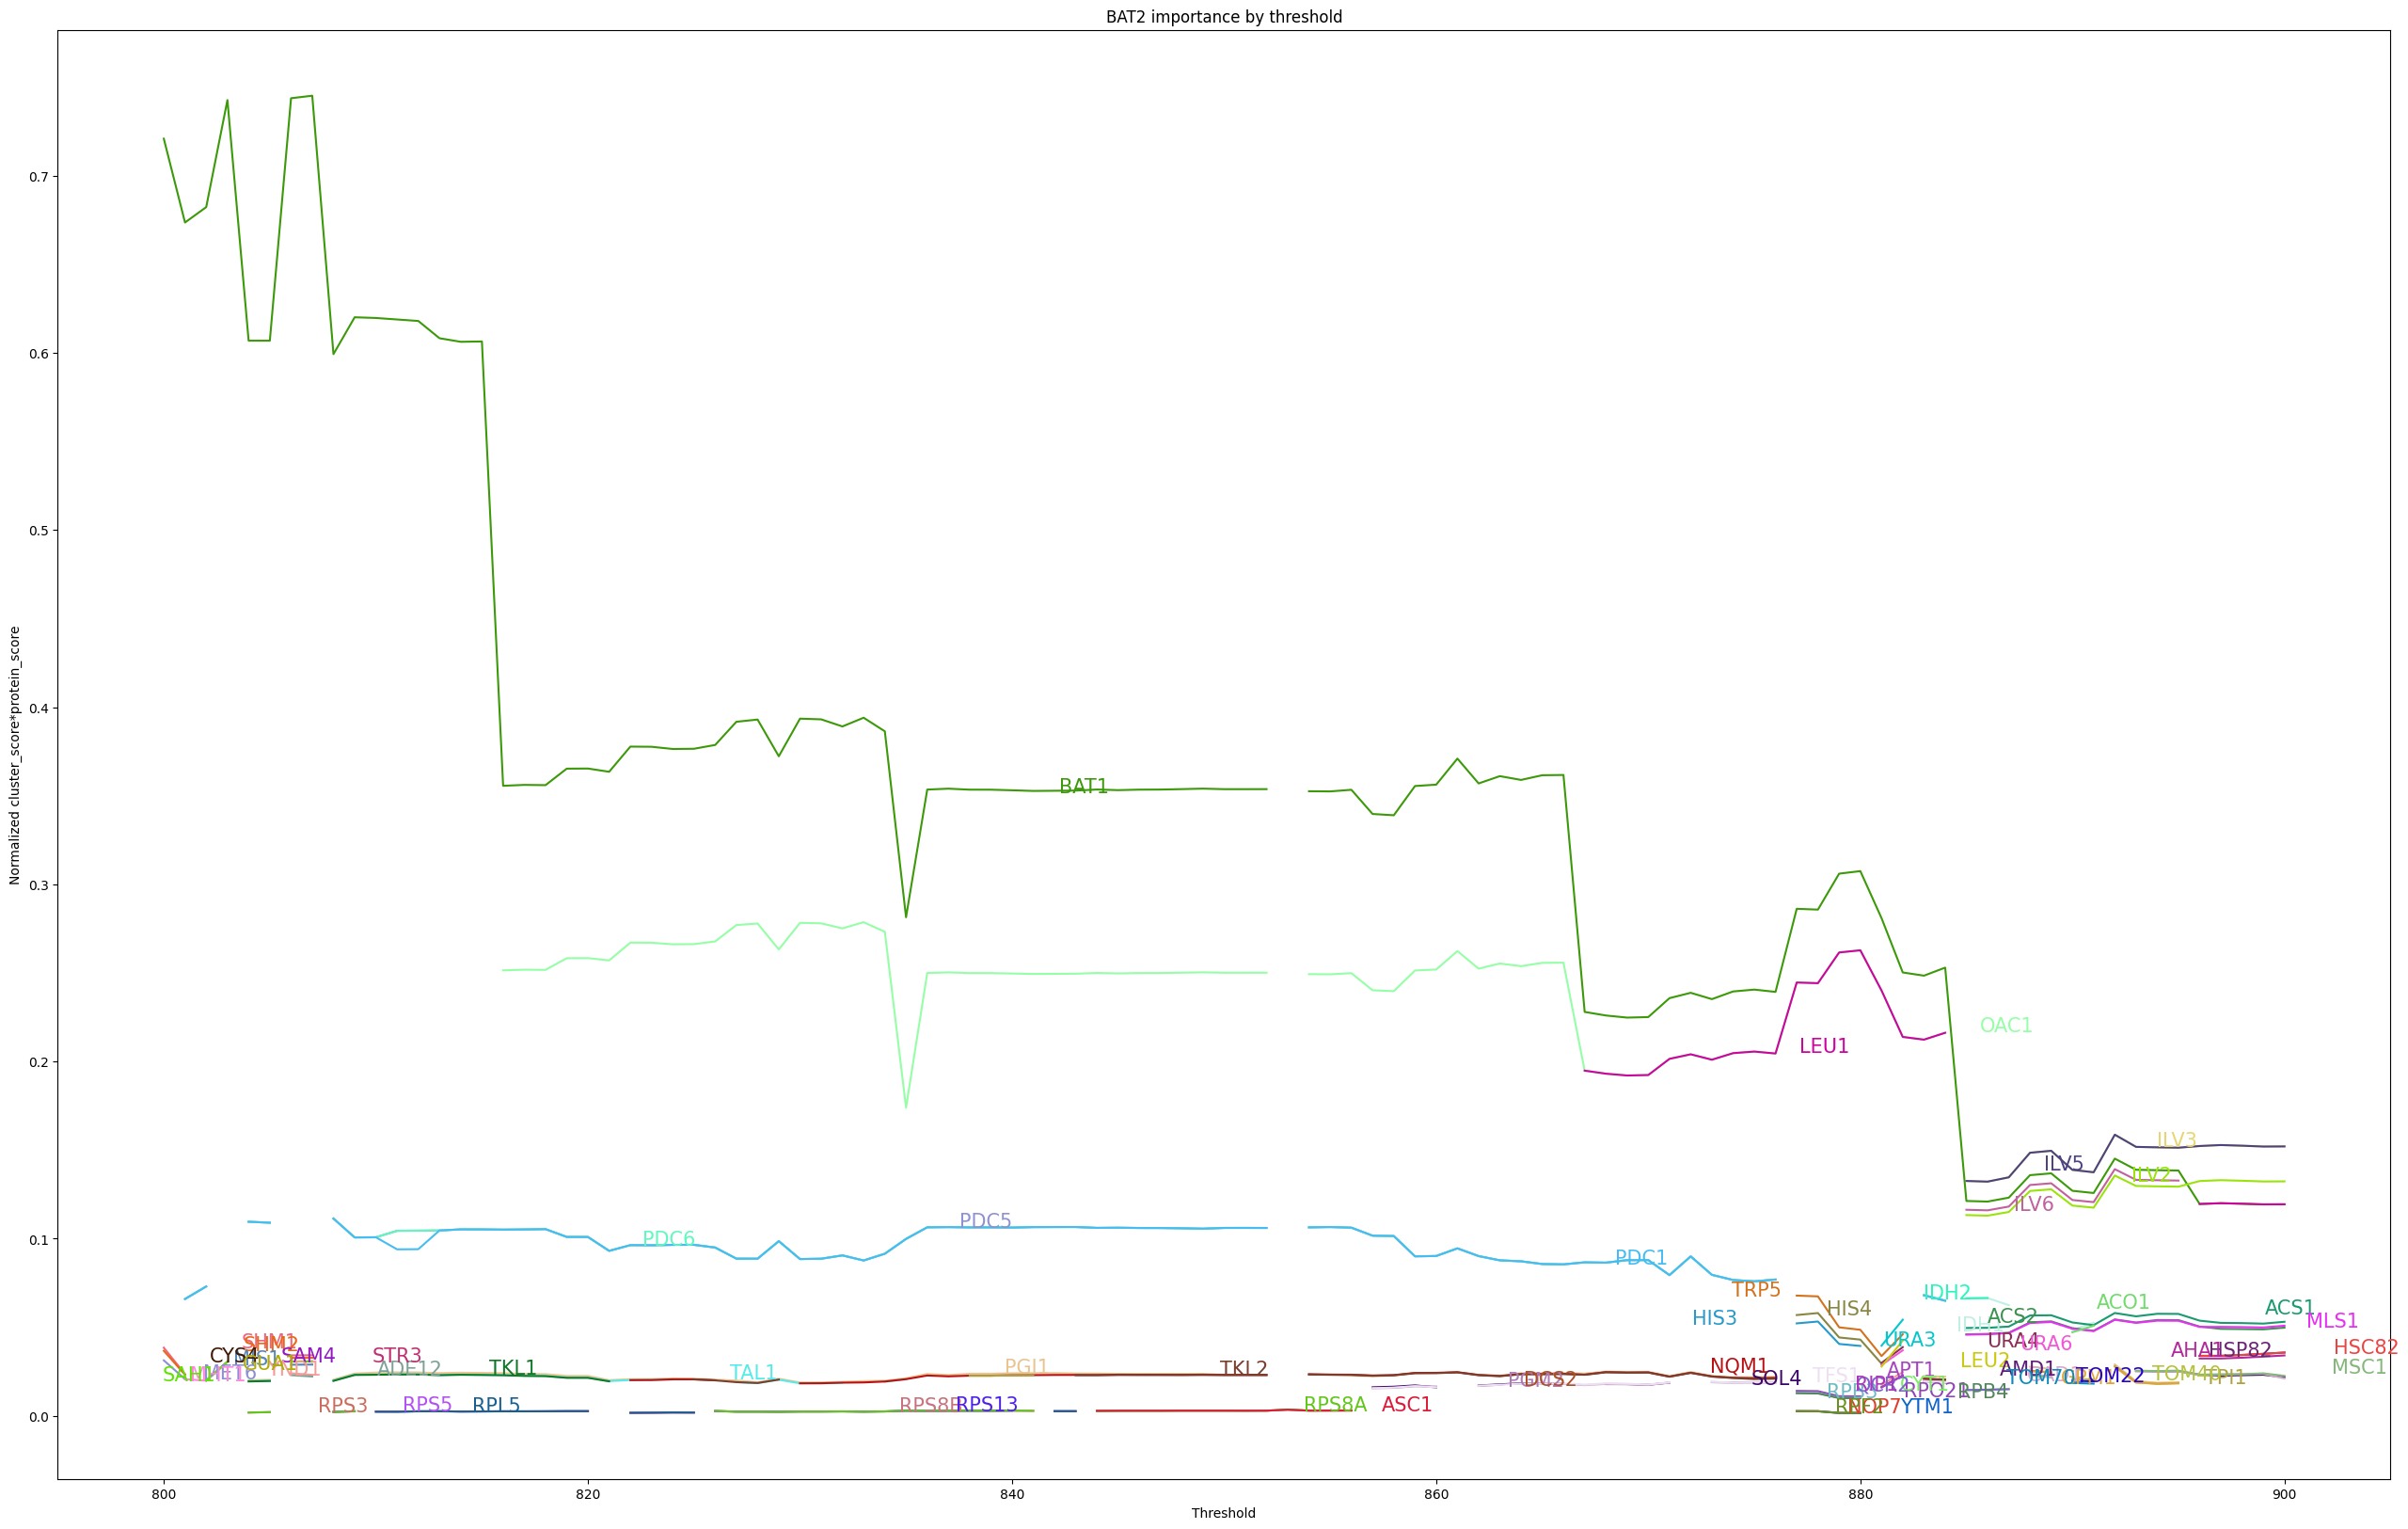 BAT2 importance by threshold
Normalized cluster_score*protein_score
0.7
0.6
0.5
0.4
0.3
0.2
0.1
0.0
BAT1
OAC1
LEU1
ILV3
ILV5
ILV2
ILV6
PDC5
PDC6
PDC1
TRP5
IDH2
HIS3
HIS4
ACO1
ACS1
ACS2
MLS1
SHM1
SHM2
CYS4
SAM4
STR3
ADE12
TKL1
TAL1
PGI1
TKL2
NQM1
SOL4
TFS1
PGM2
DCS2
URA3
URA4
URA6
LEU2
APT1
AMD1
AHA1
HSP82
HSC82
MSC1
TOM22
TOM40
TPI1
RPO21
RPB4
RPS3
RPS5
RPL5
RPS13
RPS8A
ASC1
NOP7
YTM1
800
820
840
860
880
900
Threshold